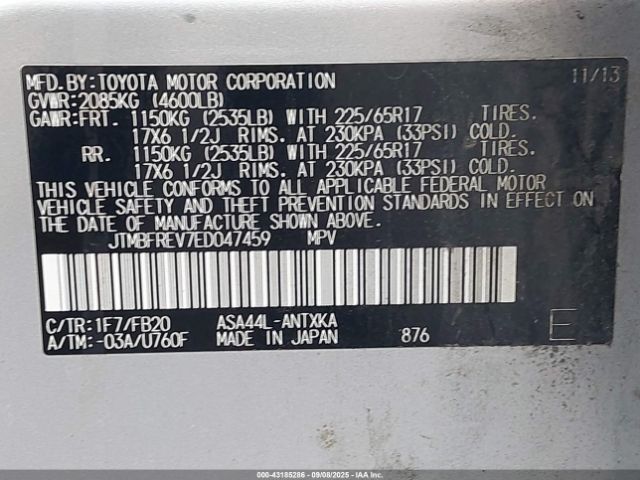 MFD.BY:TOYOTA MOTOR CORPORATION 11/13
GVWR:2085KG (4600LB)
GAWR:FRT. 1150KG (2535LB) WITH 225/65R17 TIRES.
17X6 1/2J RIMS. AT 230KPA (33PSI) COLD.
RR. 1150KG (2535LB) WITH 225/65R17 TIRES.
17X6 1/2J RIMS. AT 230KPA (33PSI) COLD.
THIS VEHICLE CONFORMS TO ALL APPLICABLE FEDERAL MOTOR
VEHICLE SAFETY AND THEFT PREVENTION STANDARDS IN EFFECT ON
THE DATE OF MANUFACTURE SHOWN ABOVE.
JTMBFREV7ED047459 MPV
C/TR:1F7/FB20 ASA44L-ANTXKA
A/TM:-03A/U760F MADE IN JAPAN 876 E
000-43185286 - 09/08/2025 - IAA Inc.